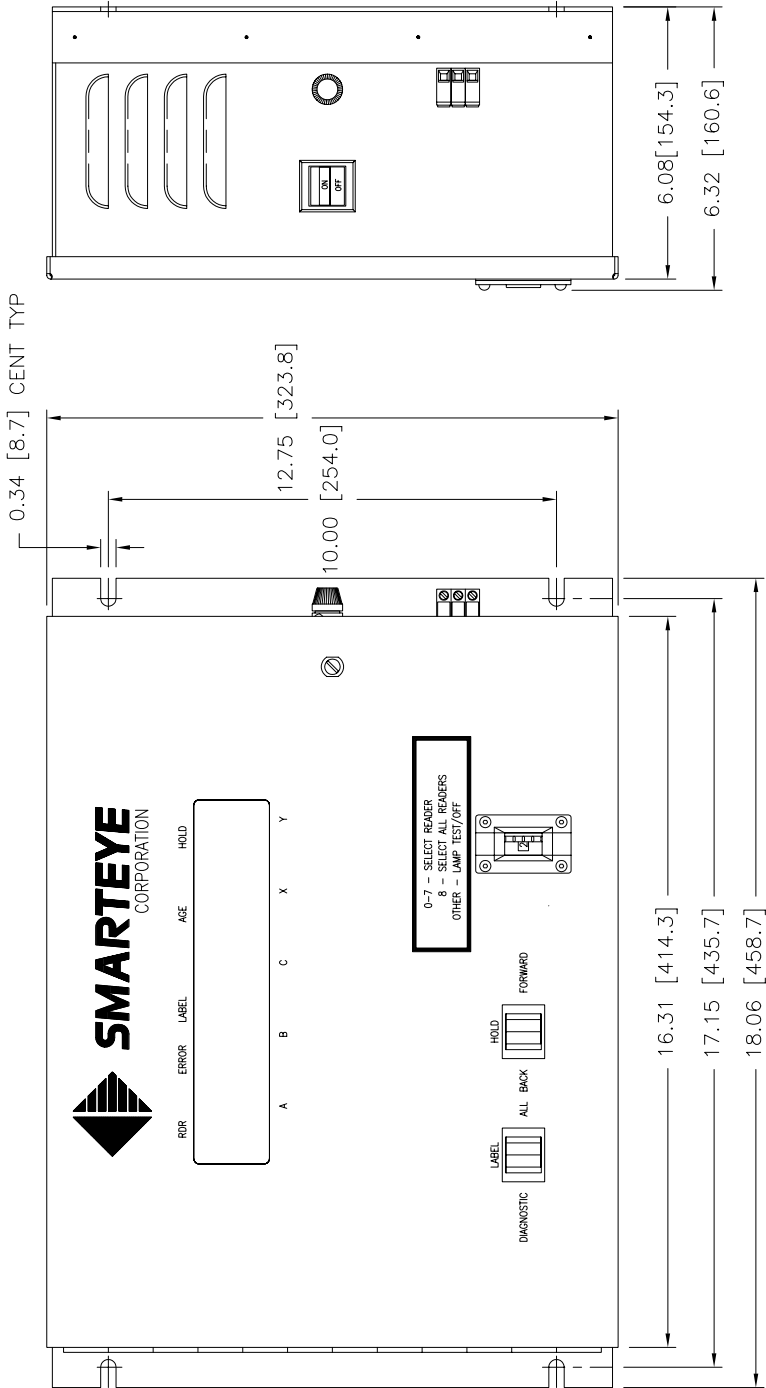 SMARTEYE
CORPORATION
RDR
ERROR
LABEL
AGE
HOLD
A
B
C
X
Y
0-7 - SELECT READER
8 - SELECT ALL READERS
OTHER - LAMP TEST/OFF
2
LABEL
HOLD
DIAGNOSTIC
ALL
BACK
FORWARD
16.31 [414.3]
17.15 [435.7]
18.06 [458.7]
0.34 [8.7] CENT TYP
10.00 [254.0]
12.75 [323.8]
ON
OFF
6.08[154.3]
6.32 [160.6]